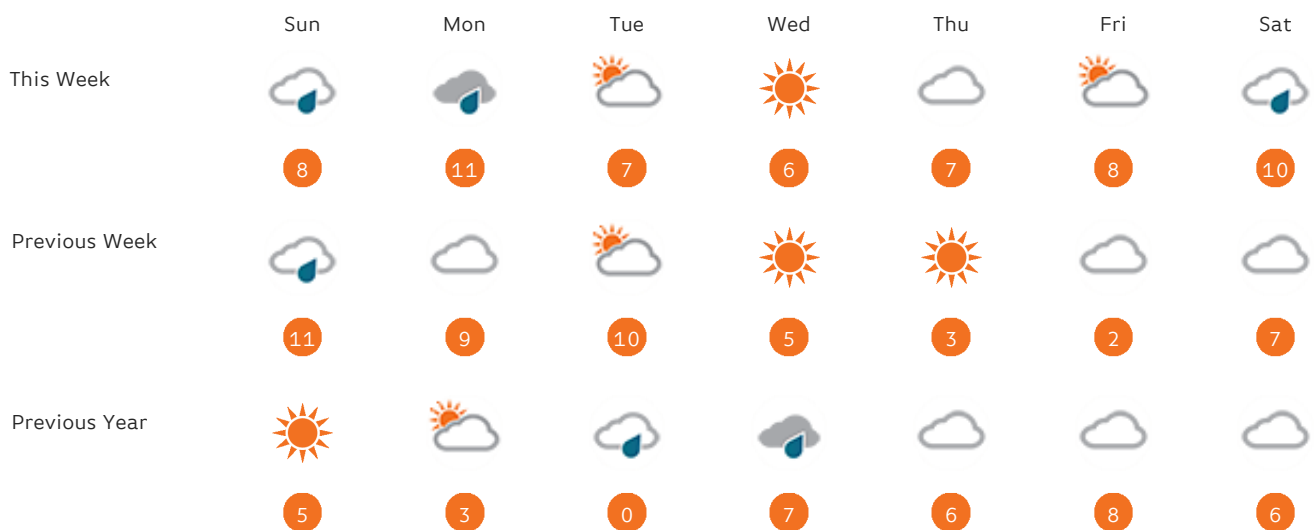 Sun Mon Tue Wed Thu Fri Sat
This Week
8 11 7 6 7 8 10
Previous Week
11 9 10 5 3 2 7
Previous Year
5 3 0 7 6 8 6